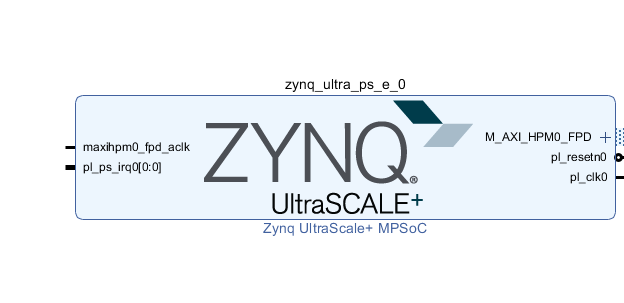 zynq_ultra_ps_e_0
maxihpm0_fpd_aclk
pl_ps_irq0[0:0]
ZYNQ®
UltraSCALE+
M_AXI_HPM0_FPD
pl_resetn0
pl_clk0
Zynq UltraScale+ MPSoC